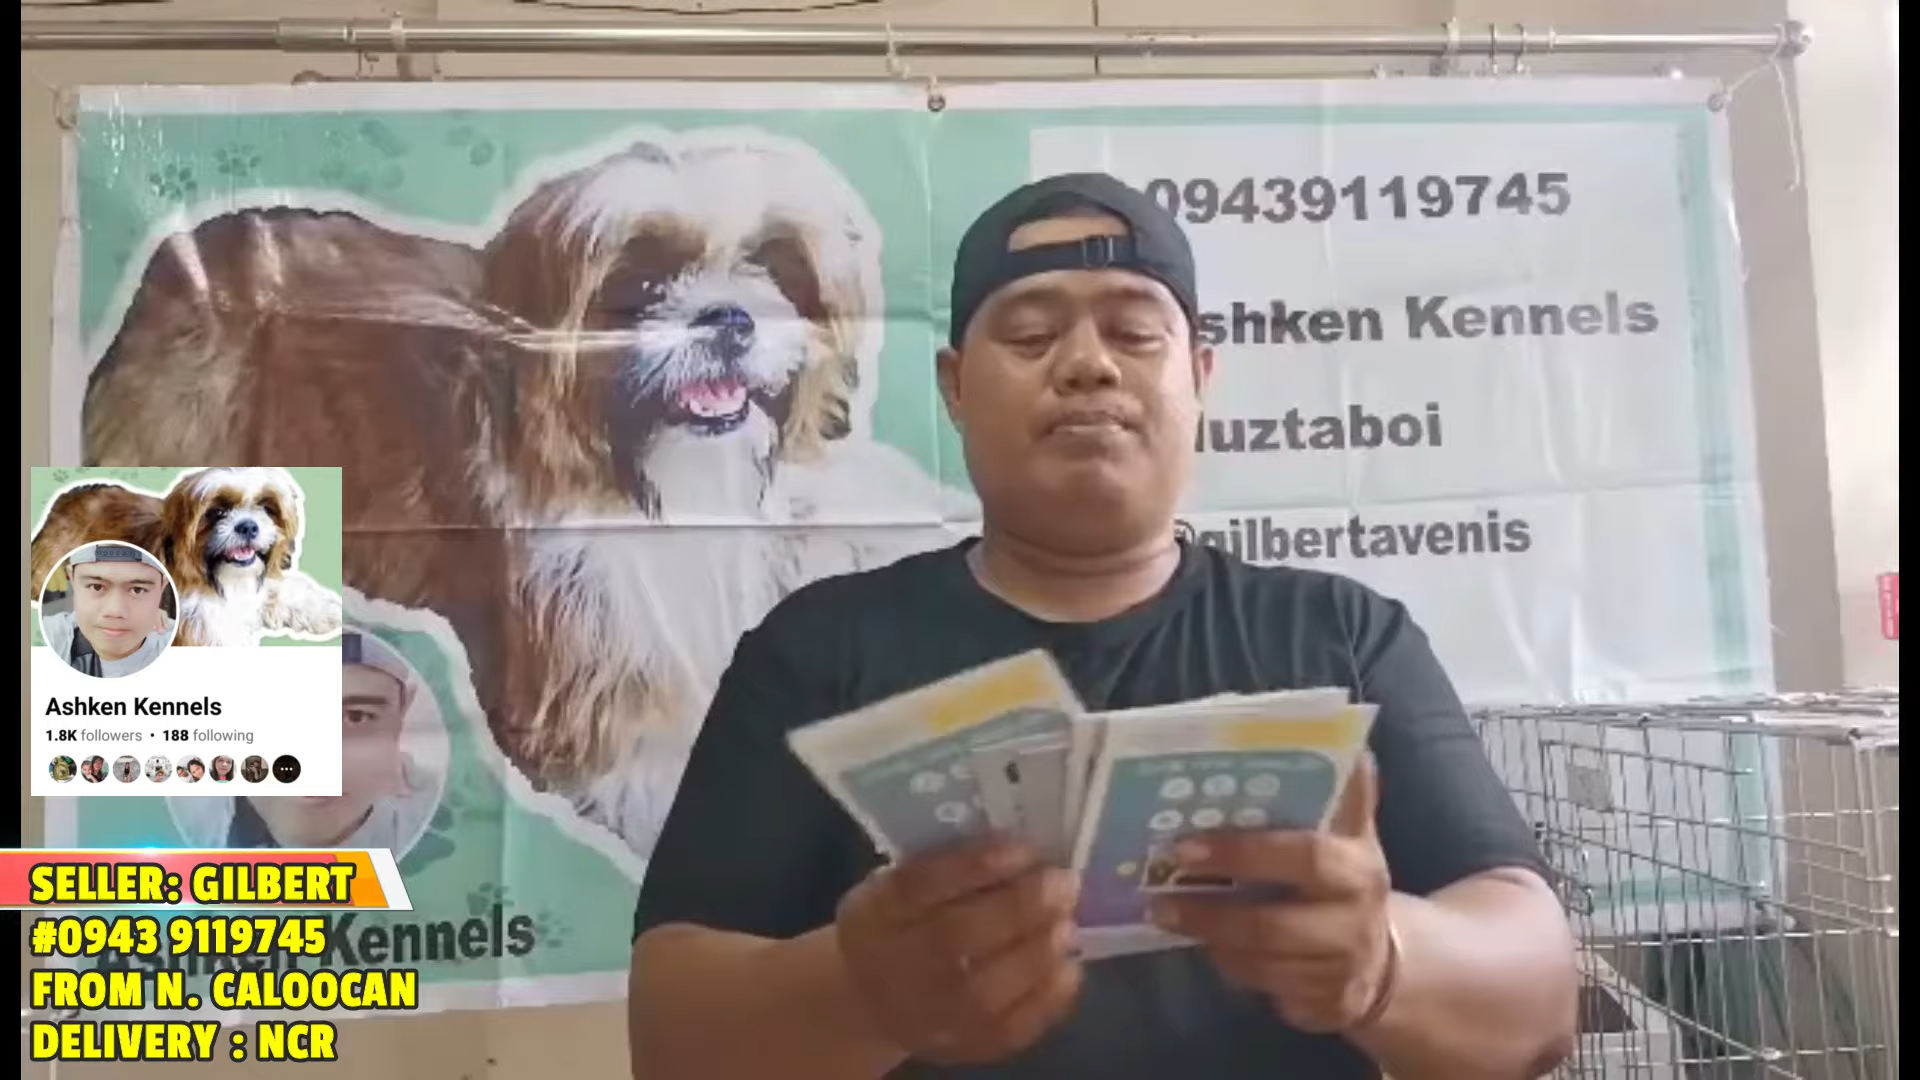 09439119745
shken Kennels
luztaboi
@gilbertavenis
Ashken Kennels
1.8K followers • 188 following
Ashken Kennels
SELLER: GILBERT
#0943 9119745
FROM N. CALOOCAN
DELIVERY : NCR